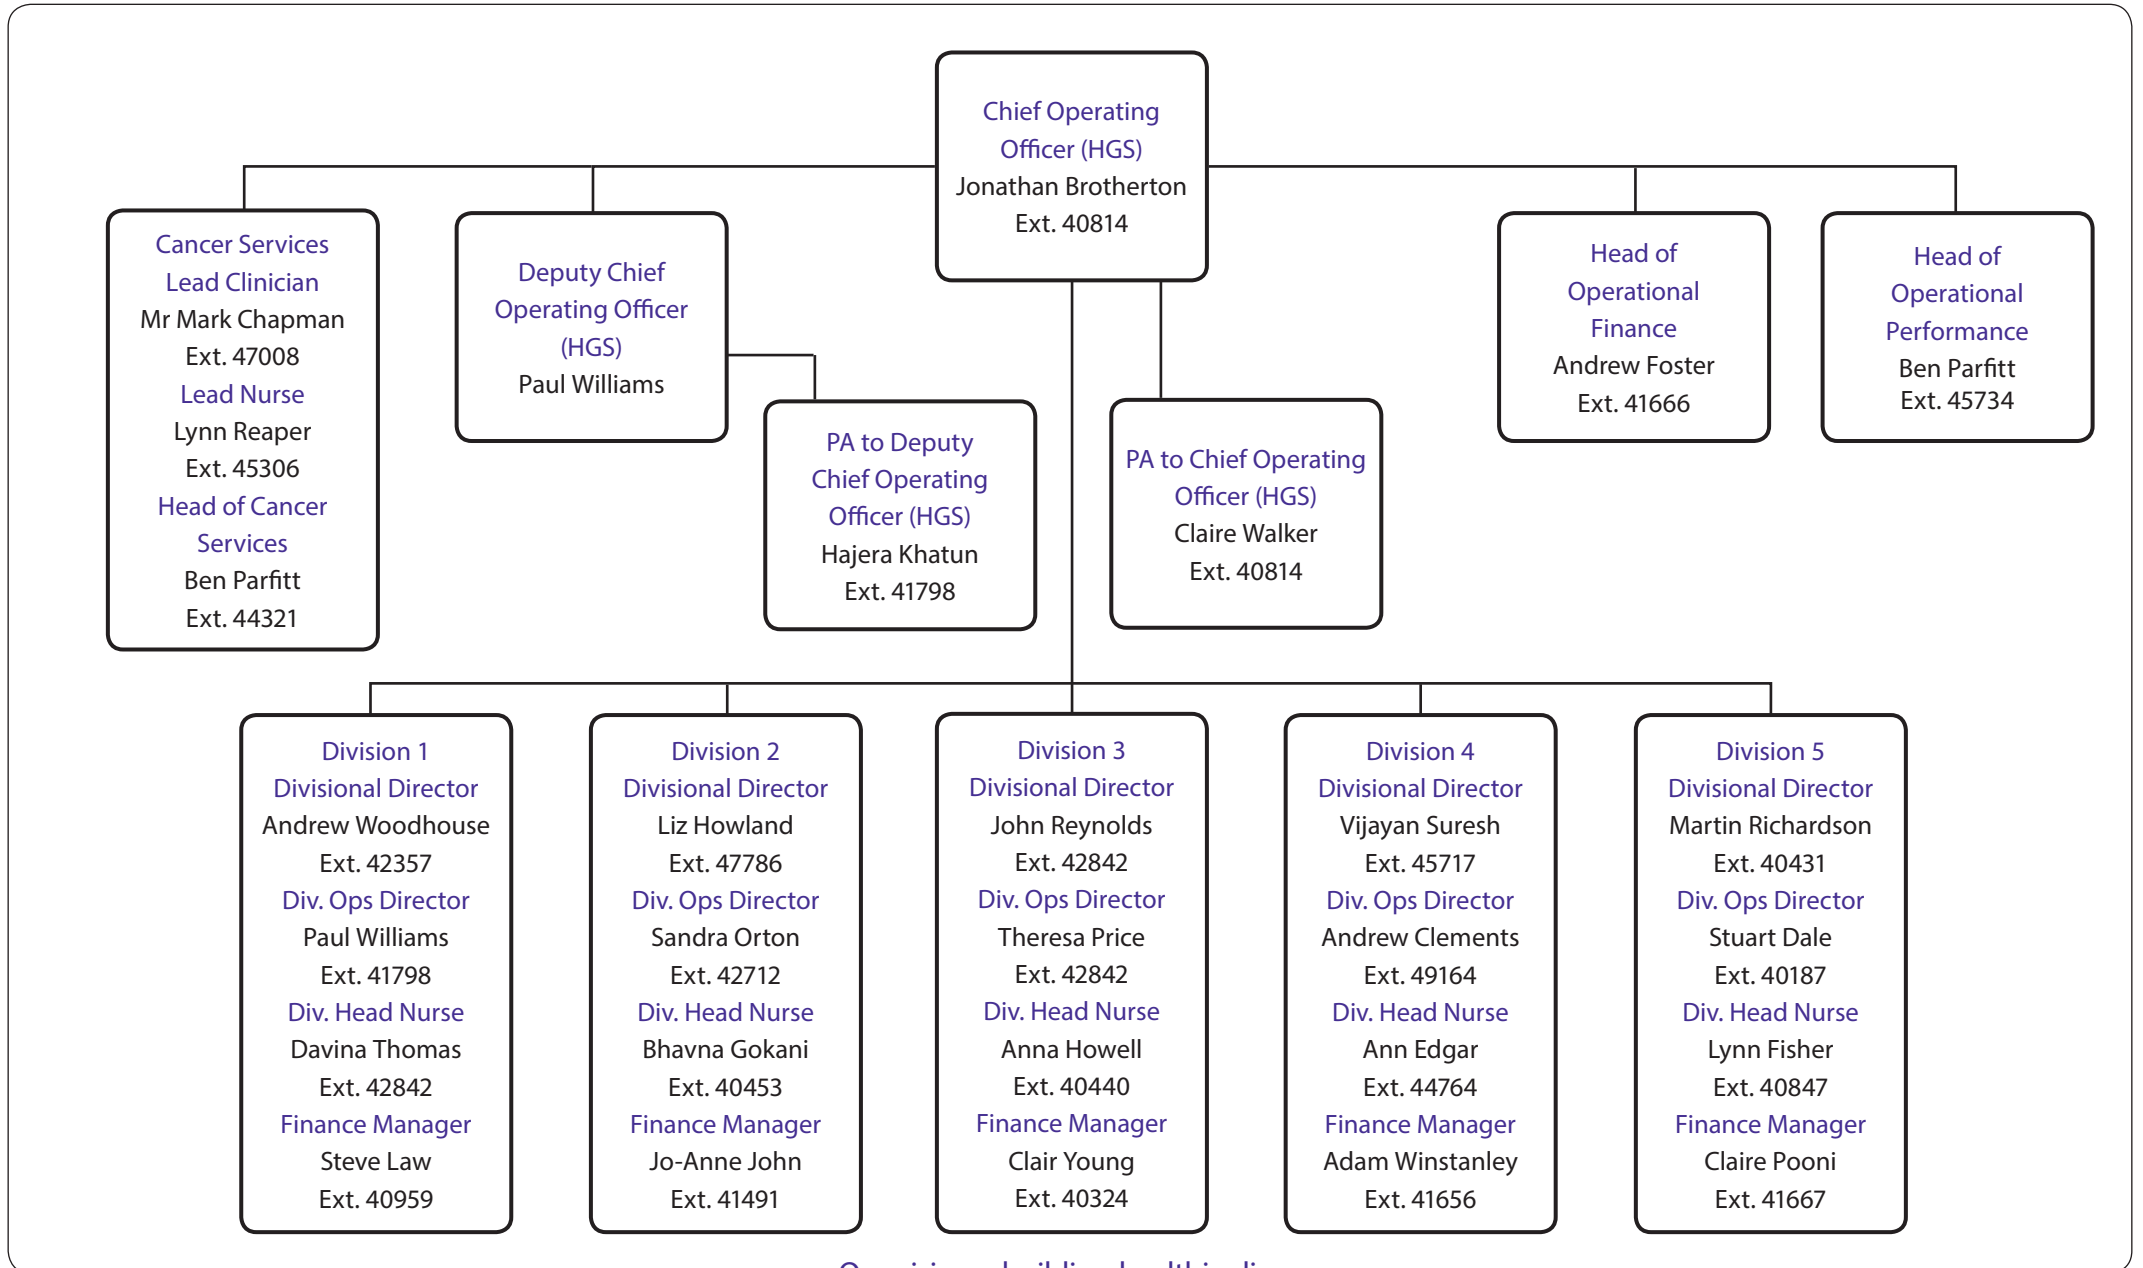 Chief Operating
Officer (HGS)
Jonathan Brotherton
Ext. 40814
Cancer Services
Lead Clinician
Mr Mark Chapman
Ext. 47008
Lead Nurse
Lynn Reaper
Ext. 45306
Head of Cancer
Services
Ben Parfitt
Ext. 44321
Deputy Chief
Operating Officer
(HGS)
Paul Williams
PA to Deputy
Chief Operating
Officer (HGS)
Hajera Khatun
Ext. 41798
PA to Chief Operating
Officer (HGS)
Claire Walker
Ext. 40814
Head of
Operational
Finance
Andrew Foster
Ext. 41666
Head of
Operational
Performance
Ben Parfitt
Ext. 45734
Division 1
Divisional Director
Andrew Woodhouse
Ext. 42357
Div. Ops Director
Paul Williams
Ext. 41798
Div. Head Nurse
Davina Thomas
Ext. 42842
Finance Manager
Steve Law
Ext. 40959
Division 2
Divisional Director
Liz Howland
Ext. 47786
Div. Ops Director
Sandra Orton
Ext. 42712
Div. Head Nurse
Bhavna Gokani
Ext. 40453
Finance Manager
Jo-Anne John
Ext. 41491
Division 3
Divisional Director
John Reynolds
Ext. 42842
Div. Ops Director
Theresa Price
Ext. 42842
Div. Head Nurse
Anna Howell
Ext. 40440
Finance Manager
Clair Young
Ext. 40324
Division 4
Divisional Director
Vijayan Suresh
Ext. 45717
Div. Ops Director
Andrew Clements
Ext. 49164
Div. Head Nurse
Ann Edgar
Ext. 44764
Finance Manager
Adam Winstanley
Ext. 41656
Division 5
Divisional Director
Martin Richardson
Ext. 40431
Div. Ops Director
Stuart Dale
Ext. 40187
Div. Head Nurse
Lynn Fisher
Ext. 40847
Finance Manager
Claire Pooni
Ext. 41667